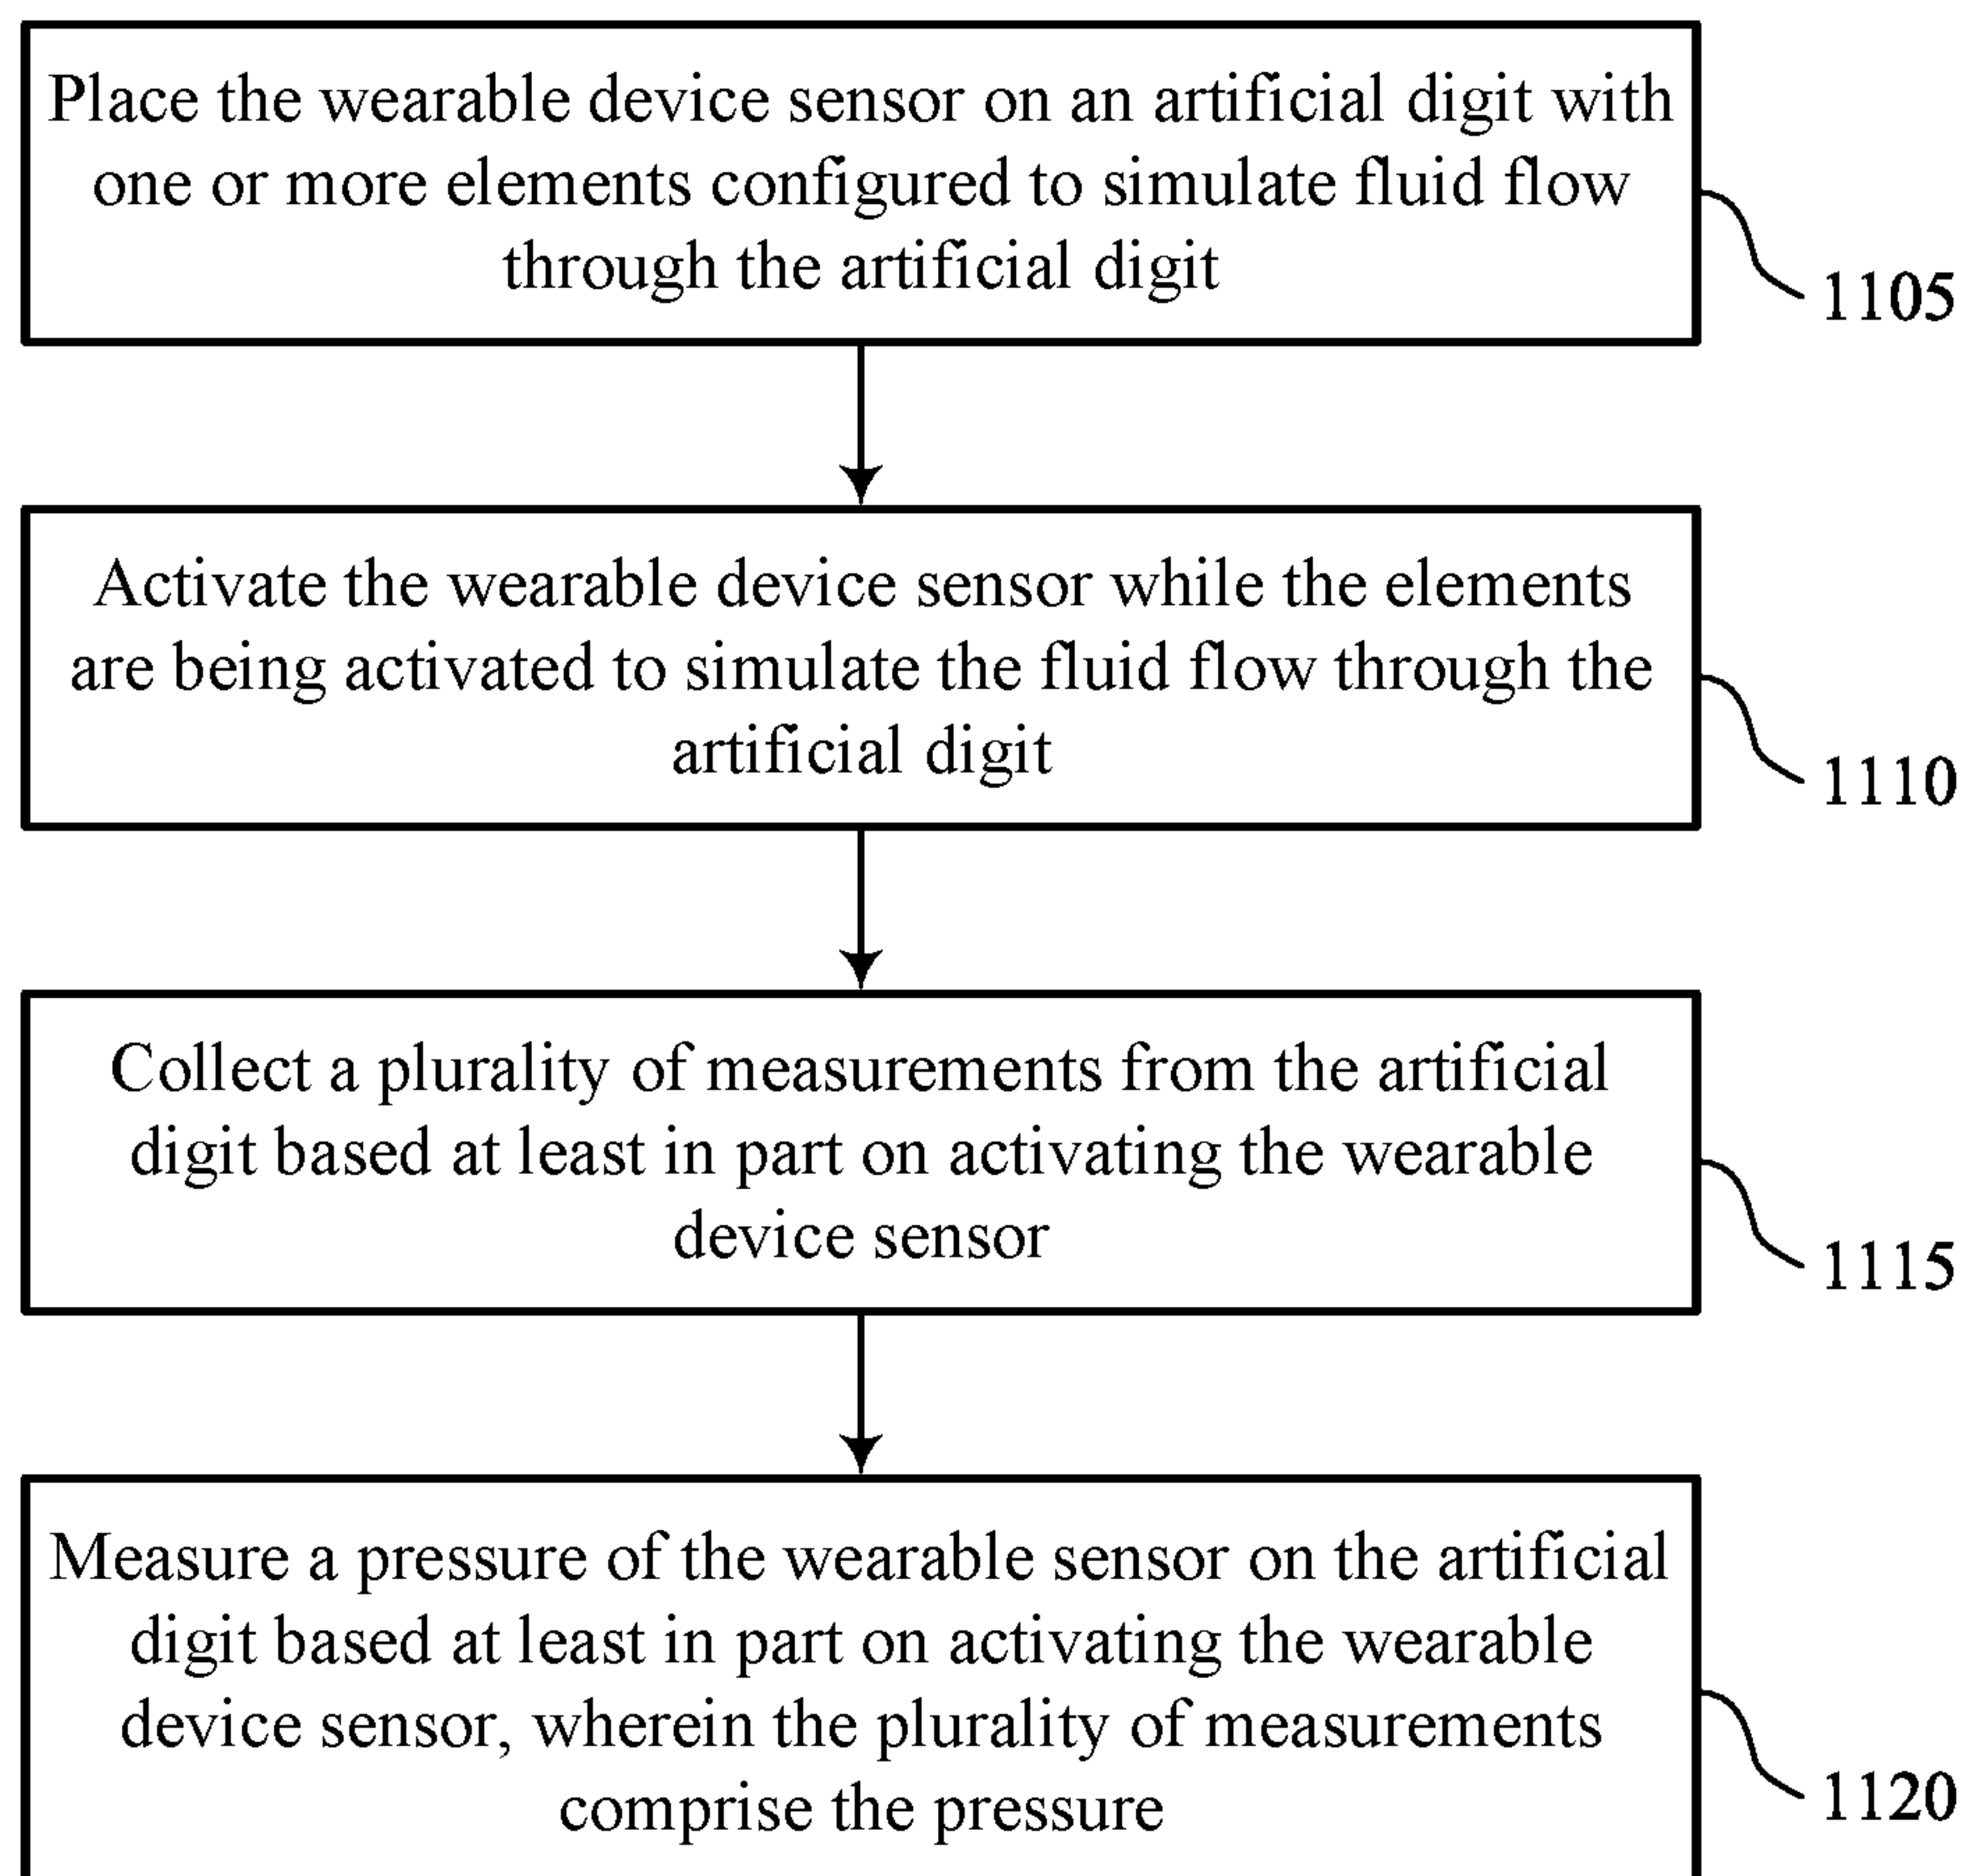 Place the wearable device sensor on an artificial digit with
one or more elements configured to simulate fluid flow
through the artificial digit
1105
Activate the wearable device sensor while the elements
are being activated to simulate the fluid flow through the
artificial digit
1110
Collect a plurality of measurements from the artificial
digit based at least in part on activating the wearable
device sensor
1115
Measure a pressure of the wearable sensor on the artificial
digit based at least in part on activating the wearable
device sensor, wherein the plurality of measurements
comprise the pressure
1120